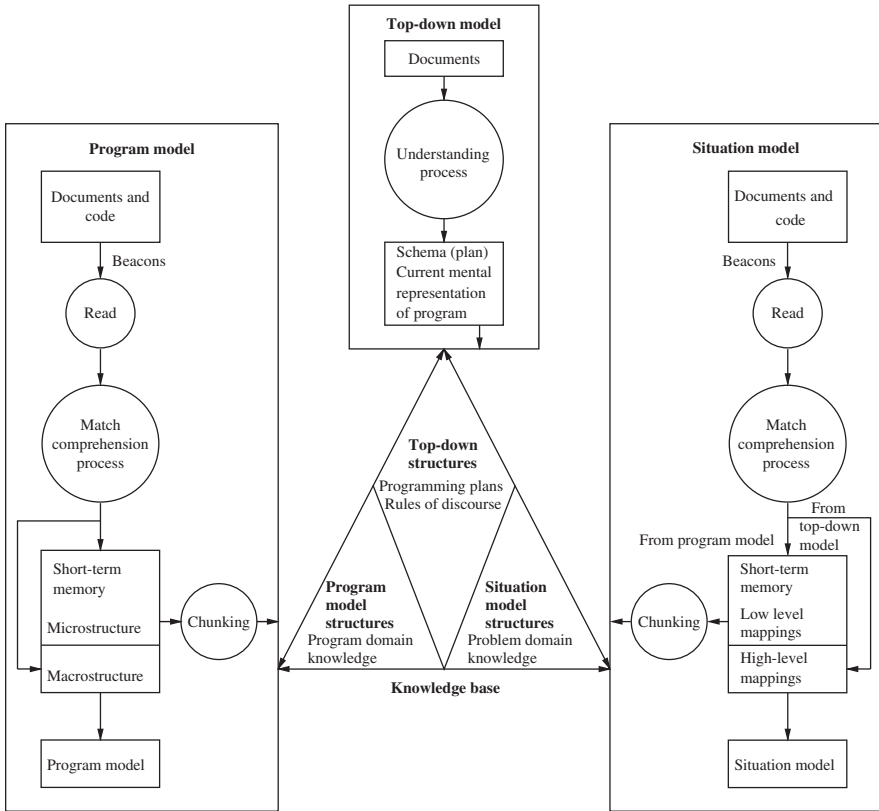 Top-down model
Documents
Understanding
process
Schema (plan)
Current mental
representation
of program
Program model
Documents and
code
Beacons
Read
Match
comprehension
process
Short-term
memory
Microstructure
Macrostructure
Chunking
Program model
Top-down
structures
Programming plans
Rules of discourse
Program
model
structures
Program domain
knowledge
Situation
model
structures
Problem domain
knowledge
Knowledge base
Situation model
Documents and
code
Beacons
Read
Match
comprehension
process
From
top-down
model
From program model
Short-term
memory
Low level
mappings
High-level
mappings
Chunking
Situation model